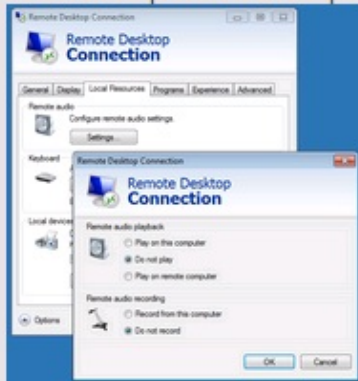 Remote Desktop Connection
Remote Desktop
Connection
General Display Local Resources Programs Experience Advanced
Remote audio
Configure remote audio settings.
Settings...
Keyboard
Local devices
Options
Remote Desktop Connection
Remote Desktop
Connection
Remote audio playback
Play on this computer
Do not play
Play on remote computer
Remote audio recording
Record from this computer
Do not record
OK Cancel